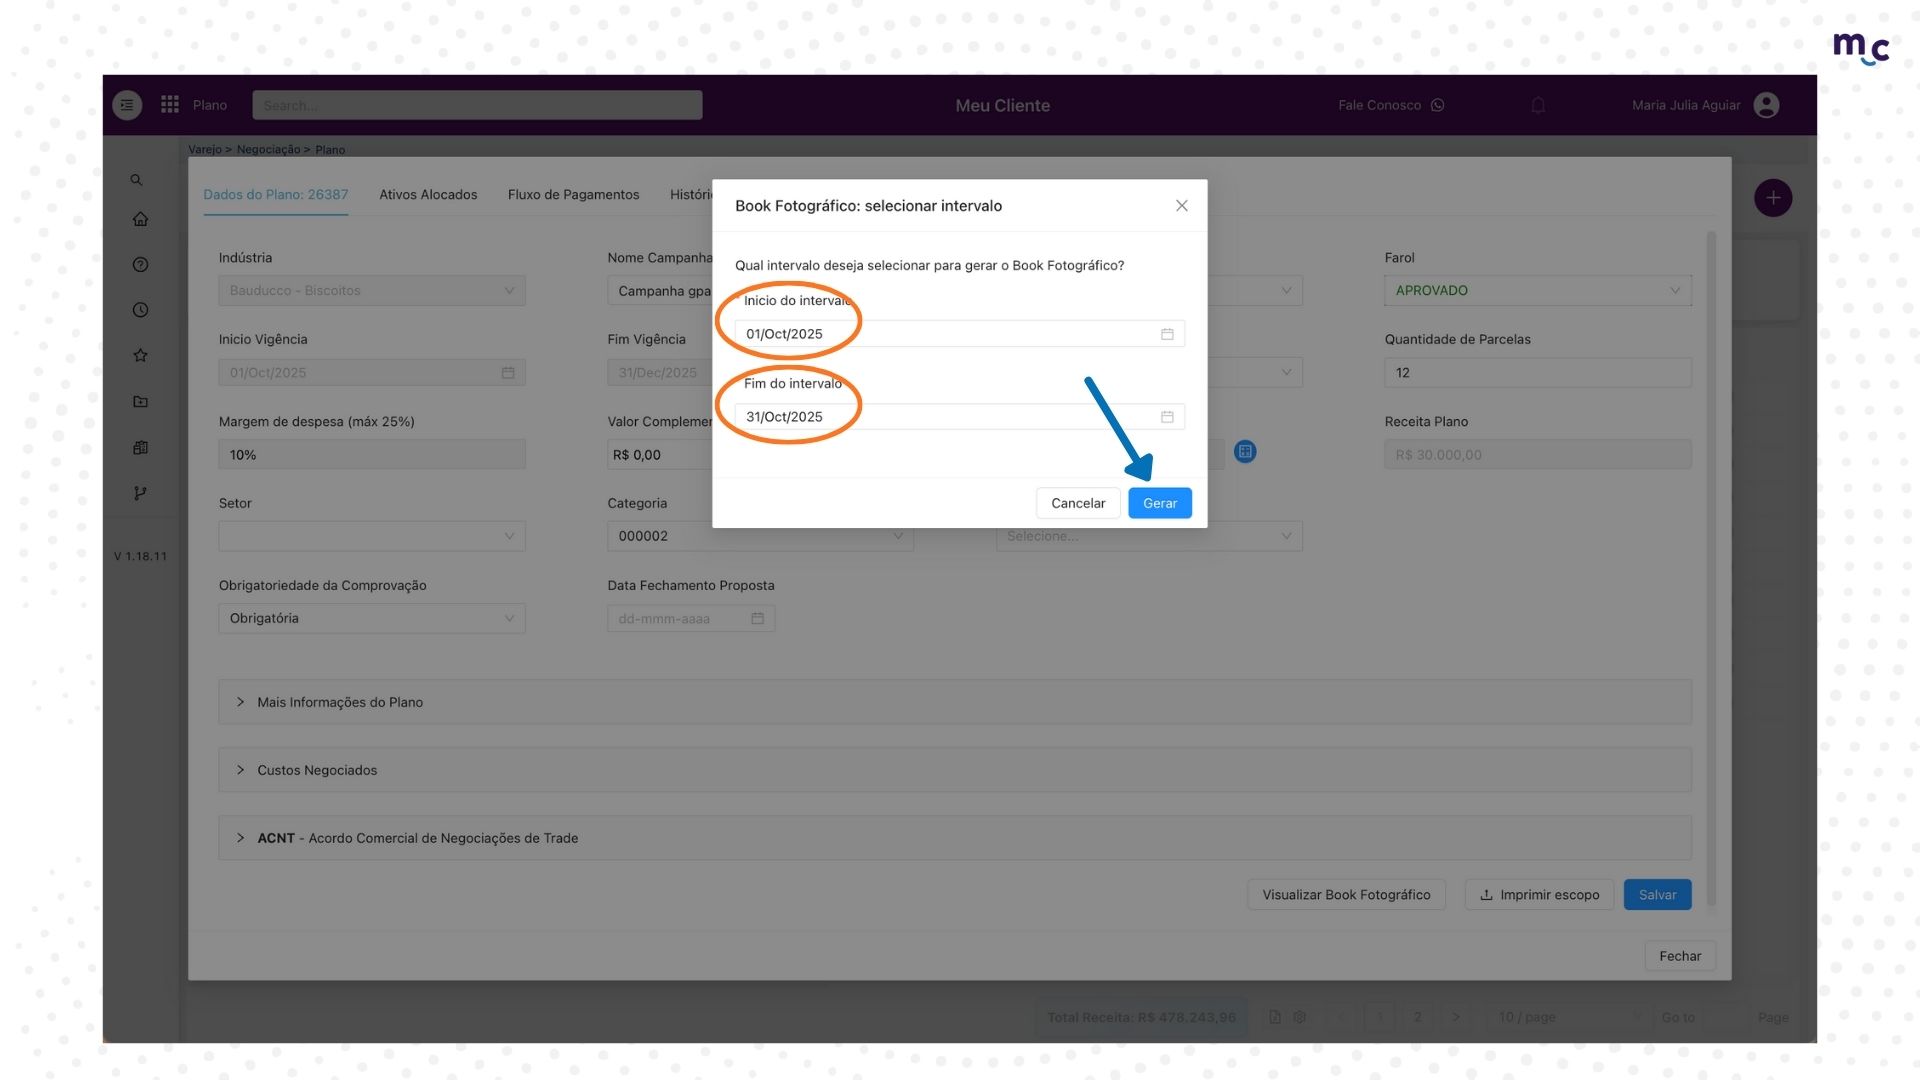 mc
Plano
Search...
Meu Cliente
Fale Conosco
Maria Julia Aguiar
Varejo > Negociação > Plano
Dados do Plano: 26387
Ativos Alocados
Fluxo de Pagamentos
Históri
Book Fotográfico: selecionar intervalo
Qual intervalo deseja selecionar para gerar o Book Fotográfico?
Inicio do intervalo
01/Oct/2025
Fim do intervalo
31/Oct/2025
Cancelar
Gerar
Indústria
Nome Campanha
Farol
Bauducco - Biscoitos
Campanha gpa
APROVADO
Inicio Vigência
Fim Vigência
Quantidade de Parcelas
01/Oct/2025
31/Dec/2025
12
Margem de despesa (máx 25%)
Valor Complemen
Receita Plano
10%
R$ 0,00
R$ 30.000,00
Setor
Categoria
000002
Selecione...
V 1.18.11
Obrigatoriedade da Comprovação
Data Fechamento Proposta
Obrigatória
dd-mmm-aaaa
Mais Informações do Plano
Custos Negociados
ACNT - Acordo Comercial de Negociações de Trade
Visualizar Book Fotográfico
Imprimir escopo
Salvar
Fechar
Total Receita: R$ 478.243,96
1
2
10 / page
Go to
Page